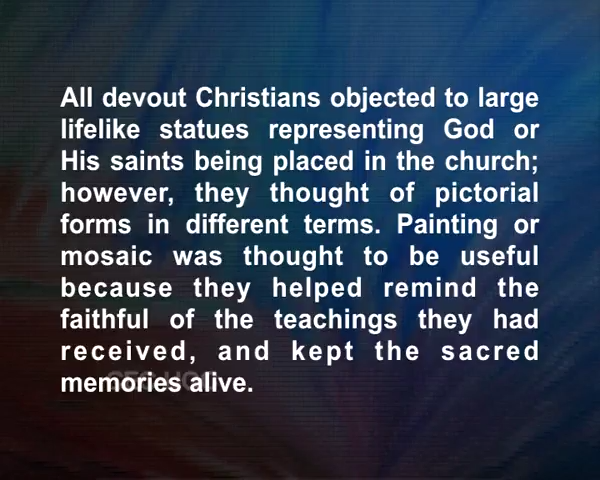 All devout Christians objected to large
lifelike statues representing God or
His saints being placed in the church;
however, they thought of pictorial
forms in different terms. Painting or
mosaic was thought to be useful
because they helped remind the
faithful of the teachings they had
received, and kept the sacred
memories alive.